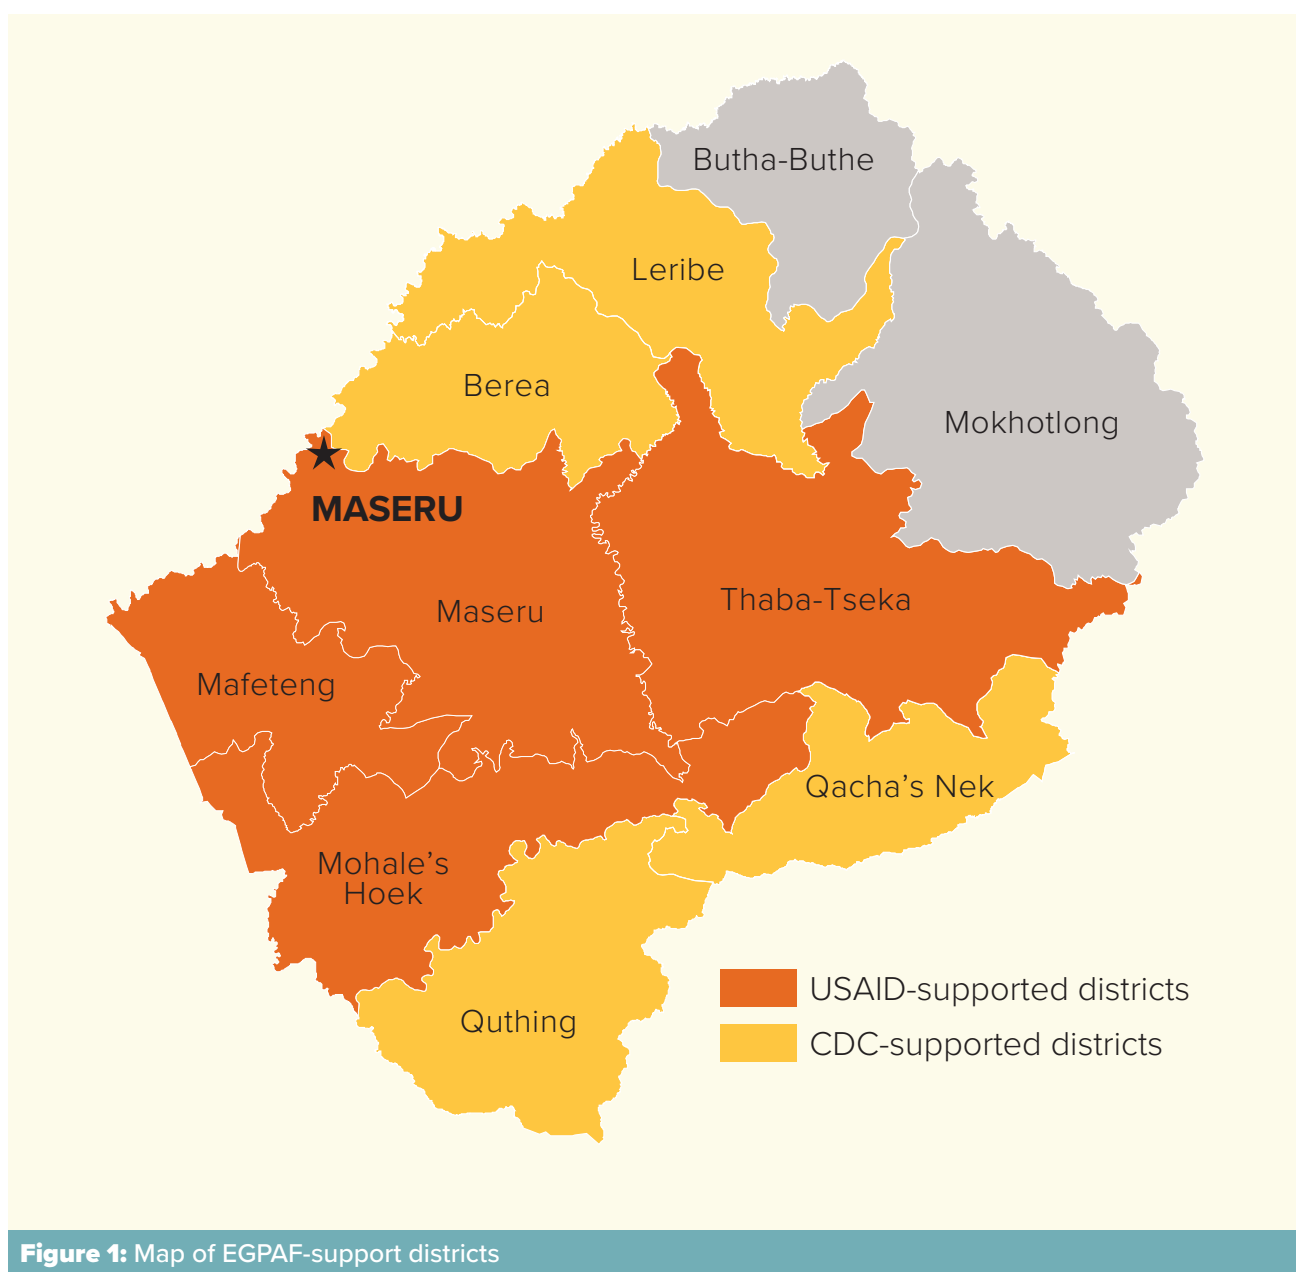 Butha-Buthe
Leribe
Berea
Mokhotlong
MASERU
Maseru
Thaba-Tseka
Mafeteng
Qacha’s Nek
Mohale’s
Hoek
Quthing
USAID-supported districts
CDC-supported districts
Figure 1: Map of EGPAF-support districts